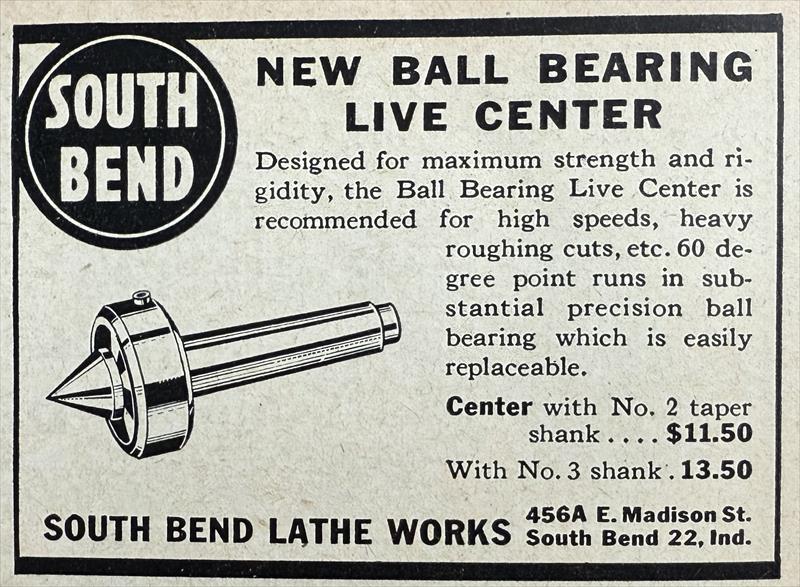 SOUTH
BEND
NEW BALL BEARING
LIVE CENTER
Designed for maximum strength and ri-
gidity, the Ball Bearing Live Center is
recommended for high speeds, heavy
roughing cuts, etc. 60 de-
gree point runs in sub-
stantial precision ball
bearing which is easily
replaceable.
Center with No. 2 taper
shank .... $11.50
With No. 3 shank . 13.50
SOUTH BEND LATHE WORKS
456A E. Madison St.
South Bend 22, Ind.